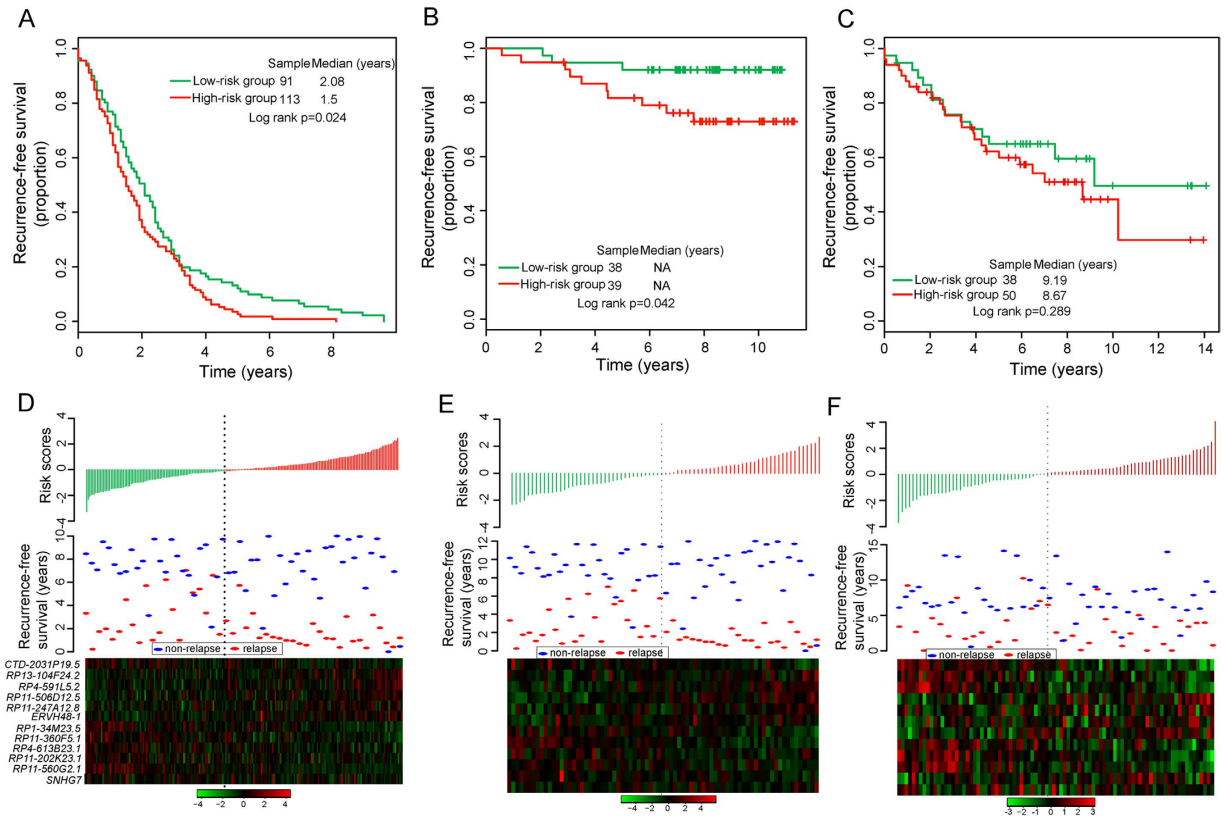 A
Recurrence-free survival
(proportion)
1.0
0.8
0.6
0.4
0.2
0.0
Sample Median (years)
Low-risk group 91 2.08
High-risk group 113 1.5
Log rank p=0.024
0 2 4 6 8
Time (years)
B
Recurrence-free survival
(proportion)
1.0
0.8
0.6
0.4
0.2
0.0
Sample Median (years)
Low-risk group 38 NA
High-risk group 39 NA
Log rank p=0.042
0 2 4 6 8 10
Time (years)
C
Recurrence-free survival
(proportion)
1.0
0.8
0.6
0.4
0.2
0.0
Sample Median (years)
Low-risk group 38 9.19
High-risk group 50 8.67
Log rank p=0.289
0 2 4 6 8 10 12 14
Time (years)
D
Risk scores
4
2
0
-2
-4
Recurrence-free
survival (years)
10
8
6
4
2
0
non-relapse relapse
CTD-2031P19.5
RP13-104F24.2
RP4-591L5.2
RP11-506D12.5
RP11-247A12.8
ERVH48-1
RP1-34M23.5
RP11-360F5.1
RP4-613B23.1
RP11-202K23.1
RP11-560G2.1
SNHG7
-4 -2 0 2 4
E
Risk scores
4
2
0
-2
-4
Recurrence-free
survival (years)
12
10
8
6
4
2
0
non-relapse relapse
-4 -2 0 2 4
F
Risk scores
4
2
0
-2
-4
Recurrence-free
survival (years)
15
10
5
0
non-relapse relapse
-3 -2 -1 0 1 2 3